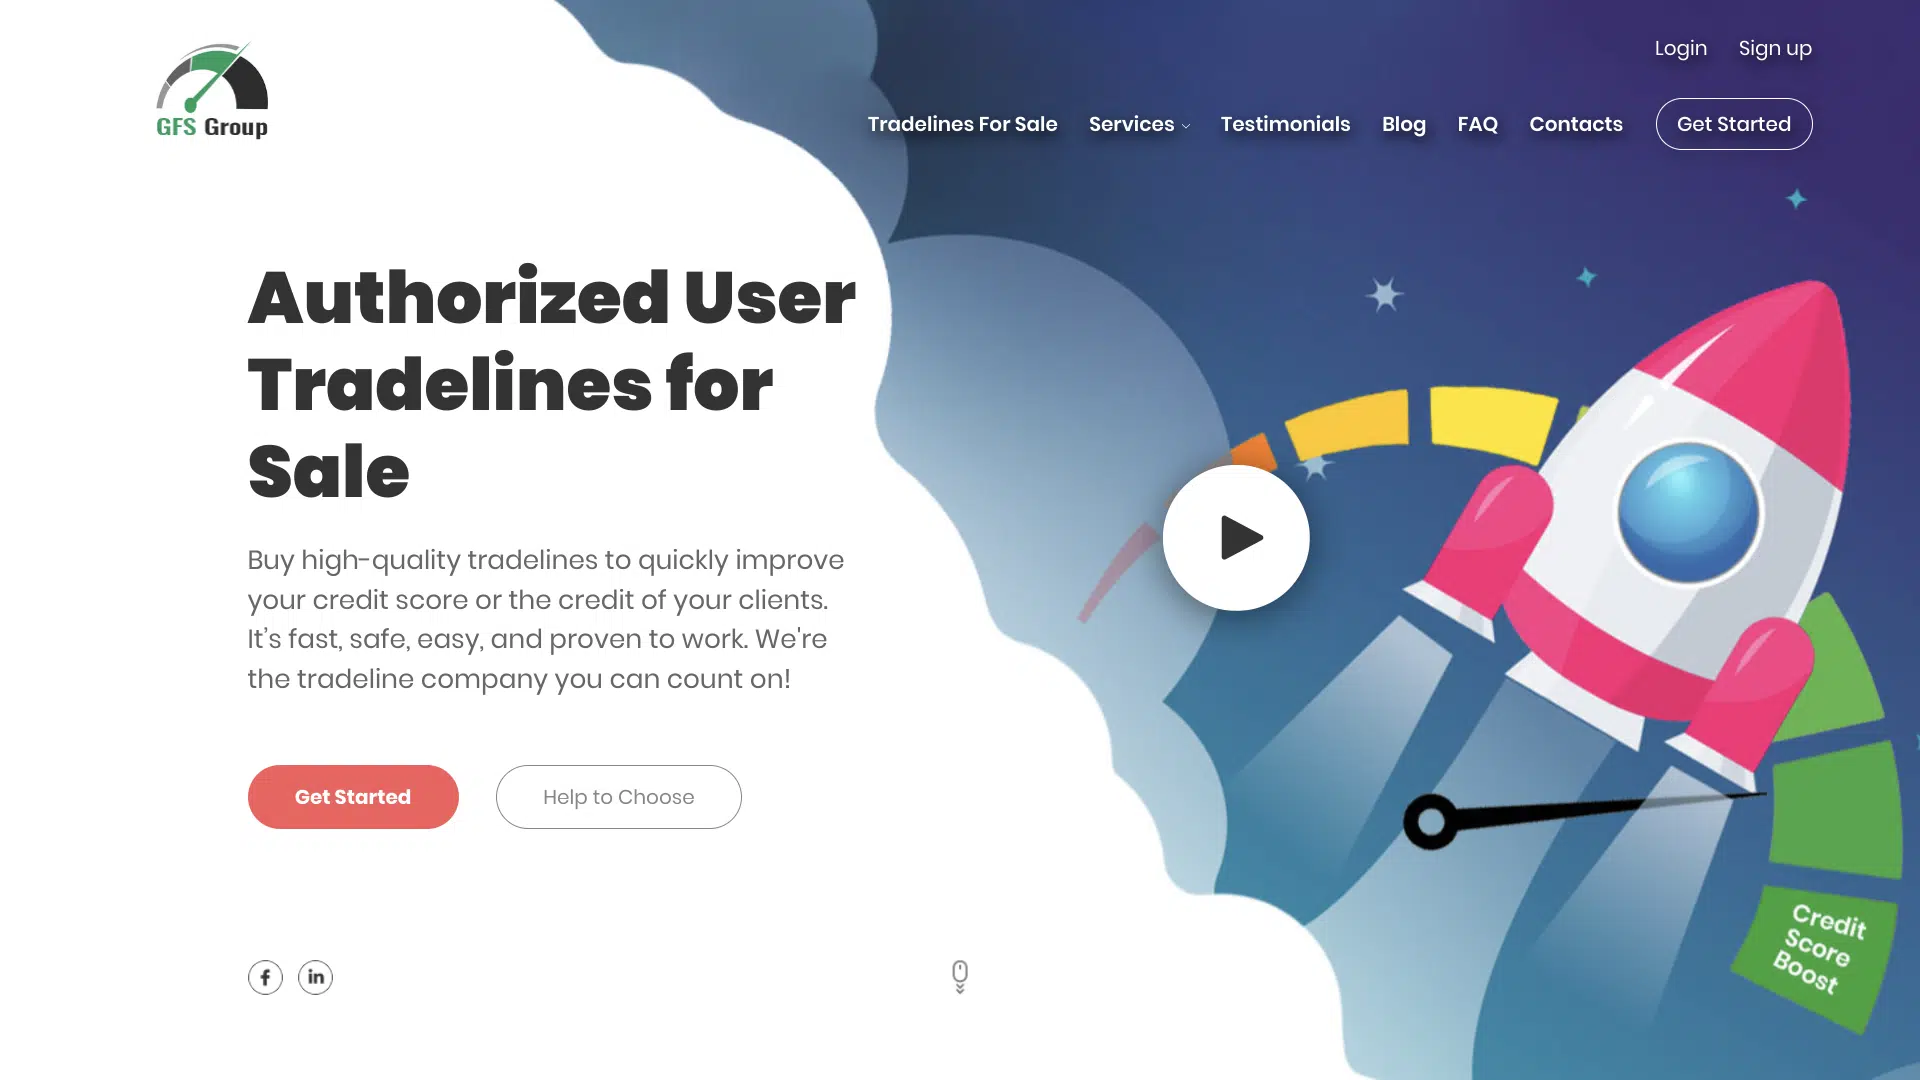 GFS Group
Login Sign up
Tradelines For Sale Services Testimonials Blog FAQ Contacts Get Started
Authorized User
Tradelines for
Sale
Buy high-quality tradelines to quickly improve
your credit score or the credit of your clients.
It's fast, safe, easy, and proven to work. We're
the tradeline company you can count on!
Get Started Help to Choose
Credit
Score
Boost